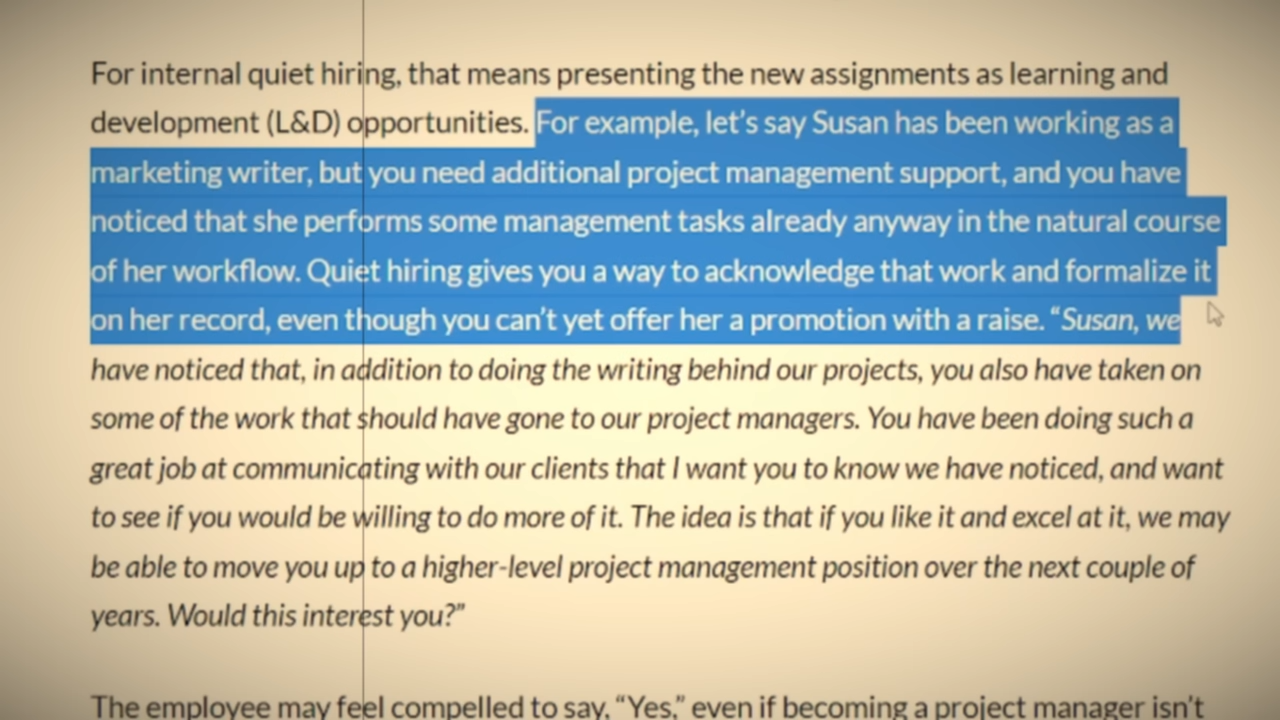 For internal quiet hiring, that means presenting the new assignments as learning and
development (L&D) opportunities. For example, let’s say Susan has been working as a
marketing writer, but you need additional project management support, and you have
noticed that she performs some management tasks already anyway in the natural course
of her workflow. Quiet hiring gives you a way to acknowledge that work and formalize it
on her record, even though you can’t yet offer her a promotion with a raise. “Susan, we
have noticed that, in addition to doing the writing behind our projects, you also have taken on
some of the work that should have gone to our project managers. You have been doing such a
great job at communicating with our clients that I want you to know we have noticed, and want
to see if you would be willing to do more of it. The idea is that if you like it and excel at it, we may
be able to move you up to a higher-level project management position over the next couple of
years. Would this interest you?”
The employee may feel compelled to say, “Yes,” even if becoming a project manager isn’t